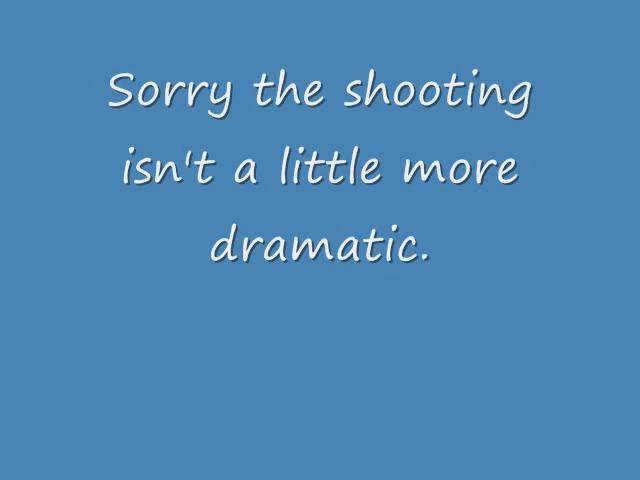 Sorry the shooting
isn't a little more
dramatic.